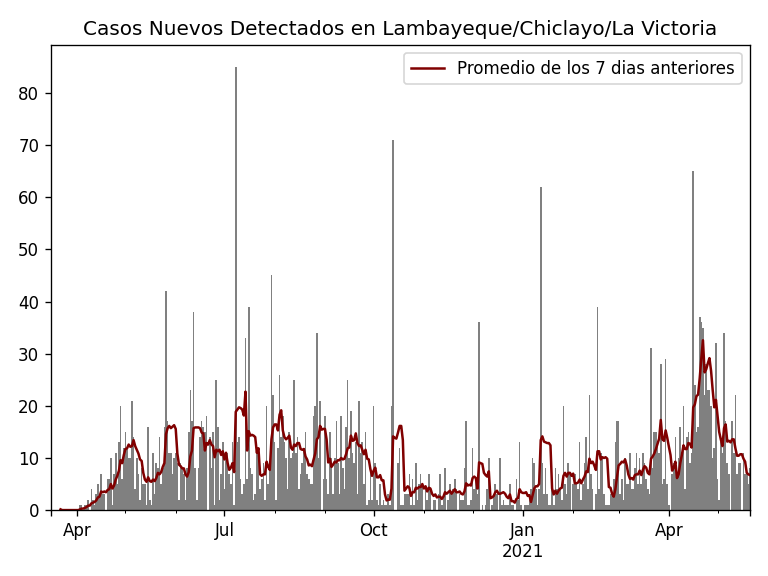 Casos Nuevos Detectados en Lambayeque/Chiclayo/La Victoria
Promedio de los 7 dias anteriores
80
70
60
50
40
30
20
10
0
Apr
Jul
Oct
Jan
2021
Apr